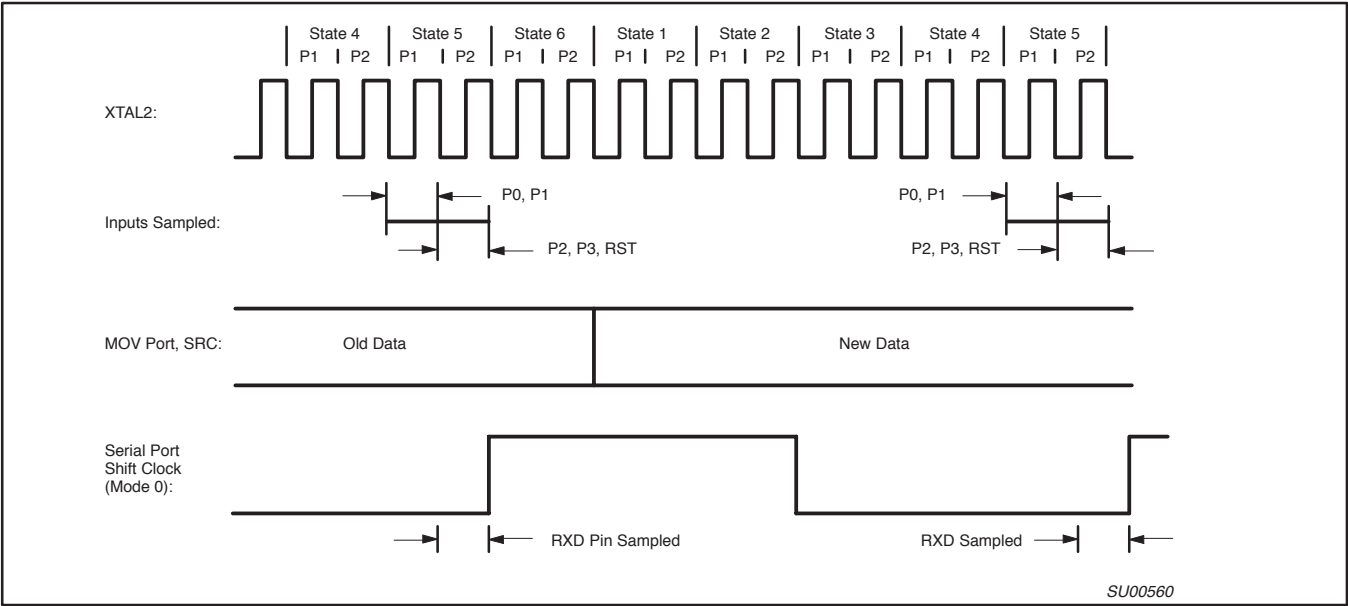 State 4 State 5 State 6 State 1 State 2 State 3 State 4 State 5
P1 P2 P1 P2 P1 P2 P1 P2 P1 P2 P1 P2 P1 P2 P1 P2
XTAL2:
P0, P1 P0, P1
Inputs Sampled:
P2, P3, RST P2, P3, RST
MOV Port, SRC: Old Data New Data
Serial Port
Shift Clock
(Mode 0):
RXD Pin Sampled RXD Sampled
SU00560